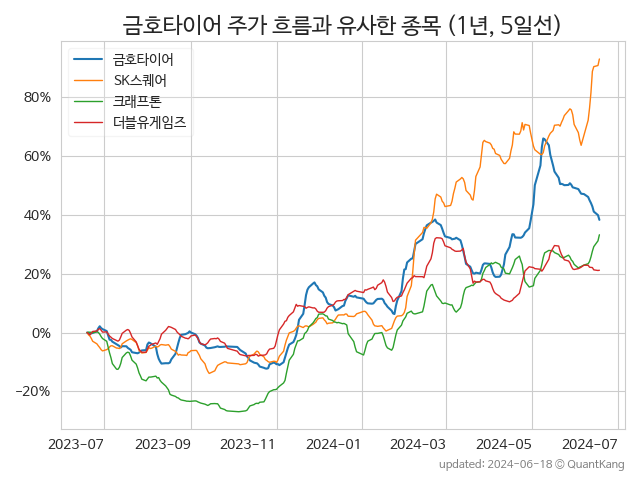 금호타이어 주가 흐름과 유사한 종목 (1년, 5일선)
금호타이어
SK스퀘어
크래프톤
더블유게임즈
80%
60%
40%
20%
0%
−20%
2023-07
2023-09
2023-11
2024-01
2024-03
2024-05
2024-07
updated: 2024-06-18 © QuantKang